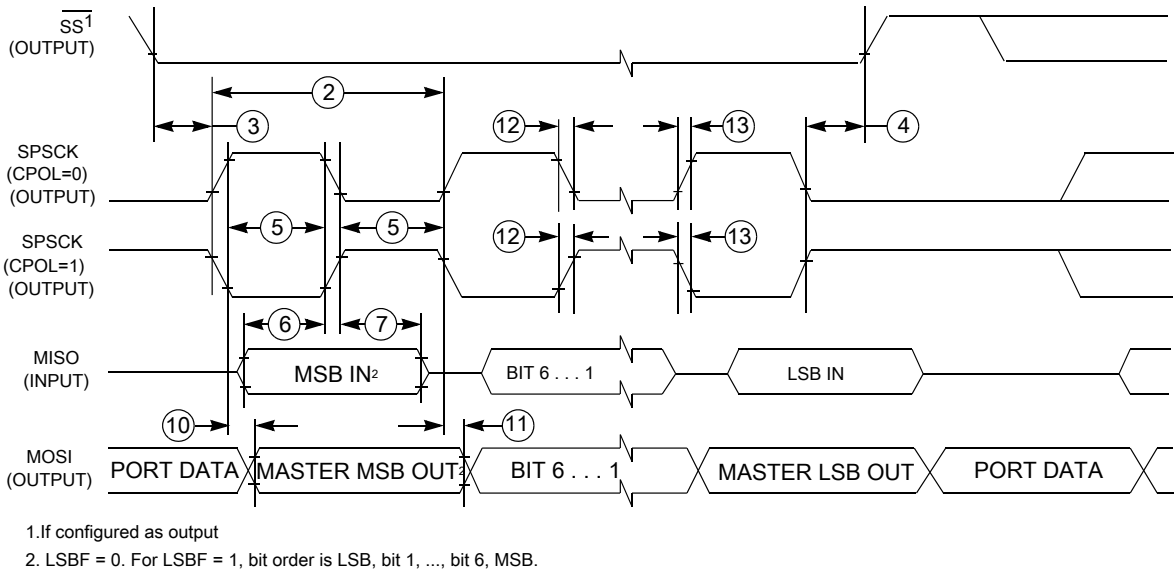 SS1
(OUTPUT)
2
3
12
13
4
SPSCK
(CPOL=0)
(OUTPUT)
5
5
SPSCK
(CPOL=1)
(OUTPUT)
12
13
6
7
MISO
(INPUT)
MSB IN2
BIT 6 . . . 1
LSB IN
10
11
MOSI
(OUTPUT)
PORT DATA
MASTER MSB OUT2
BIT 6 . . . 1
MASTER LSB OUT
PORT DATA
1.If configured as output
2. LSBF = 0. For LSBF = 1, bit order is LSB, bit 1, ..., bit 6, MSB.